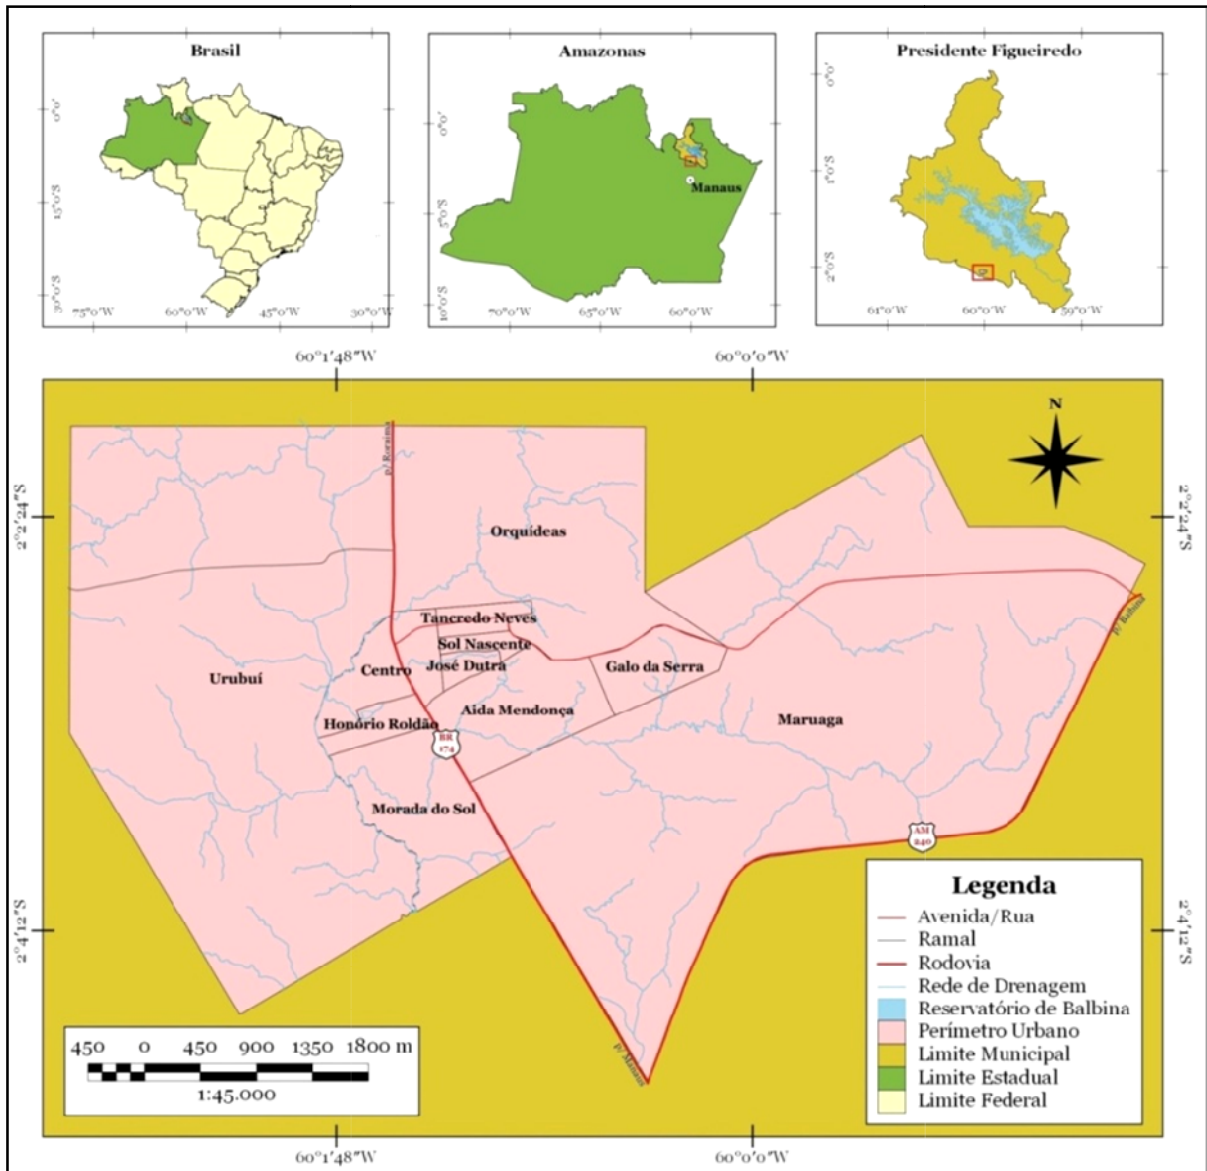 Brasil
0°0'
15°0'S
30°0'S
75°0'W 60°0'W 45°0'W 30°0'W
Amazonas
0°0'
5°0'S
10°0'S
Manaus
70°0'W 65°0'W 60°0'W
Presidente Figueiredo
0°0'
1°0'S
2°0'S
61°0'W 60°0'W 59°0'W
60°1'48"W 60°0'0"W
N
2°2'24"S
2°2'24"S
p/ Roraima
Orquídeas
Tancredo Neves
Sol Nascente
José Dutra
Centro
Galo da Serra
Urubuí
Honório Roldão
Aida Mendonça
Maruaga
BR
174
Morada do Sol
AM
240
p/ Balbina
p/ Manaus
2°4'12"S
2°4'12"S
Legenda
Avenida/Rua
Ramal
Rodovia
Rede de Drenagem
Reservatório de Balbina
Perímetro Urbano
Limite Municipal
Limite Estadual
Limite Federal
450 0 450 900 1350 1800 m
1:45.000
60°1'48"W 60°0'0"W